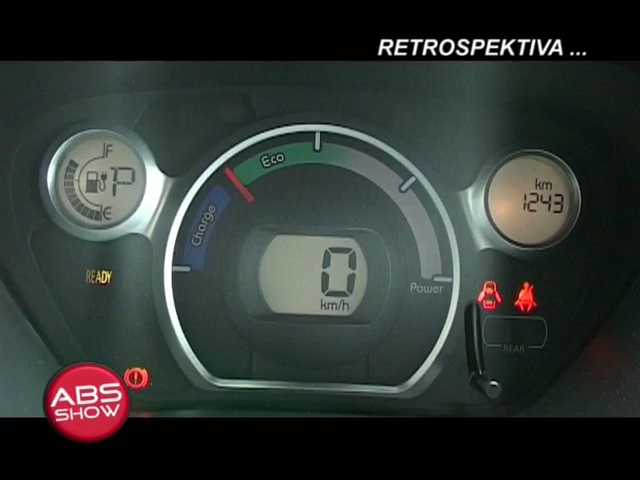 RETROSPEKTIVA ...
F
P
E
Eco
Charge
Power
0
km/h
km
1243
READY
REAR
ABS
SHOW